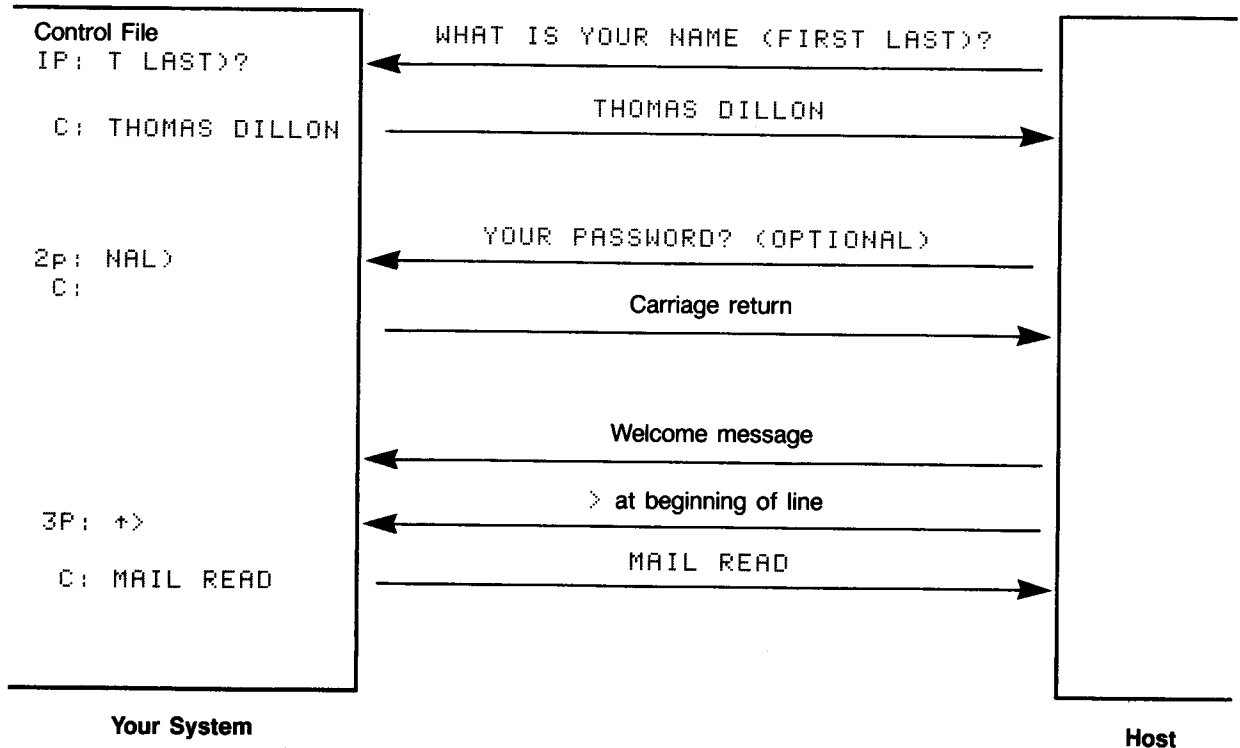 Control File
WHAT IS YOUR NAME (FIRST LAST)?
IP: T LAST)?
THOMAS DILLON
C: THOMAS DILLON
YOUR PASSWORD? (OPTIONAL)
2p: NAL)
C:
Carriage return
Welcome message
> at beginning of line
3P: ↑>
MAIL READ
C: MAIL READ
Your System
Host